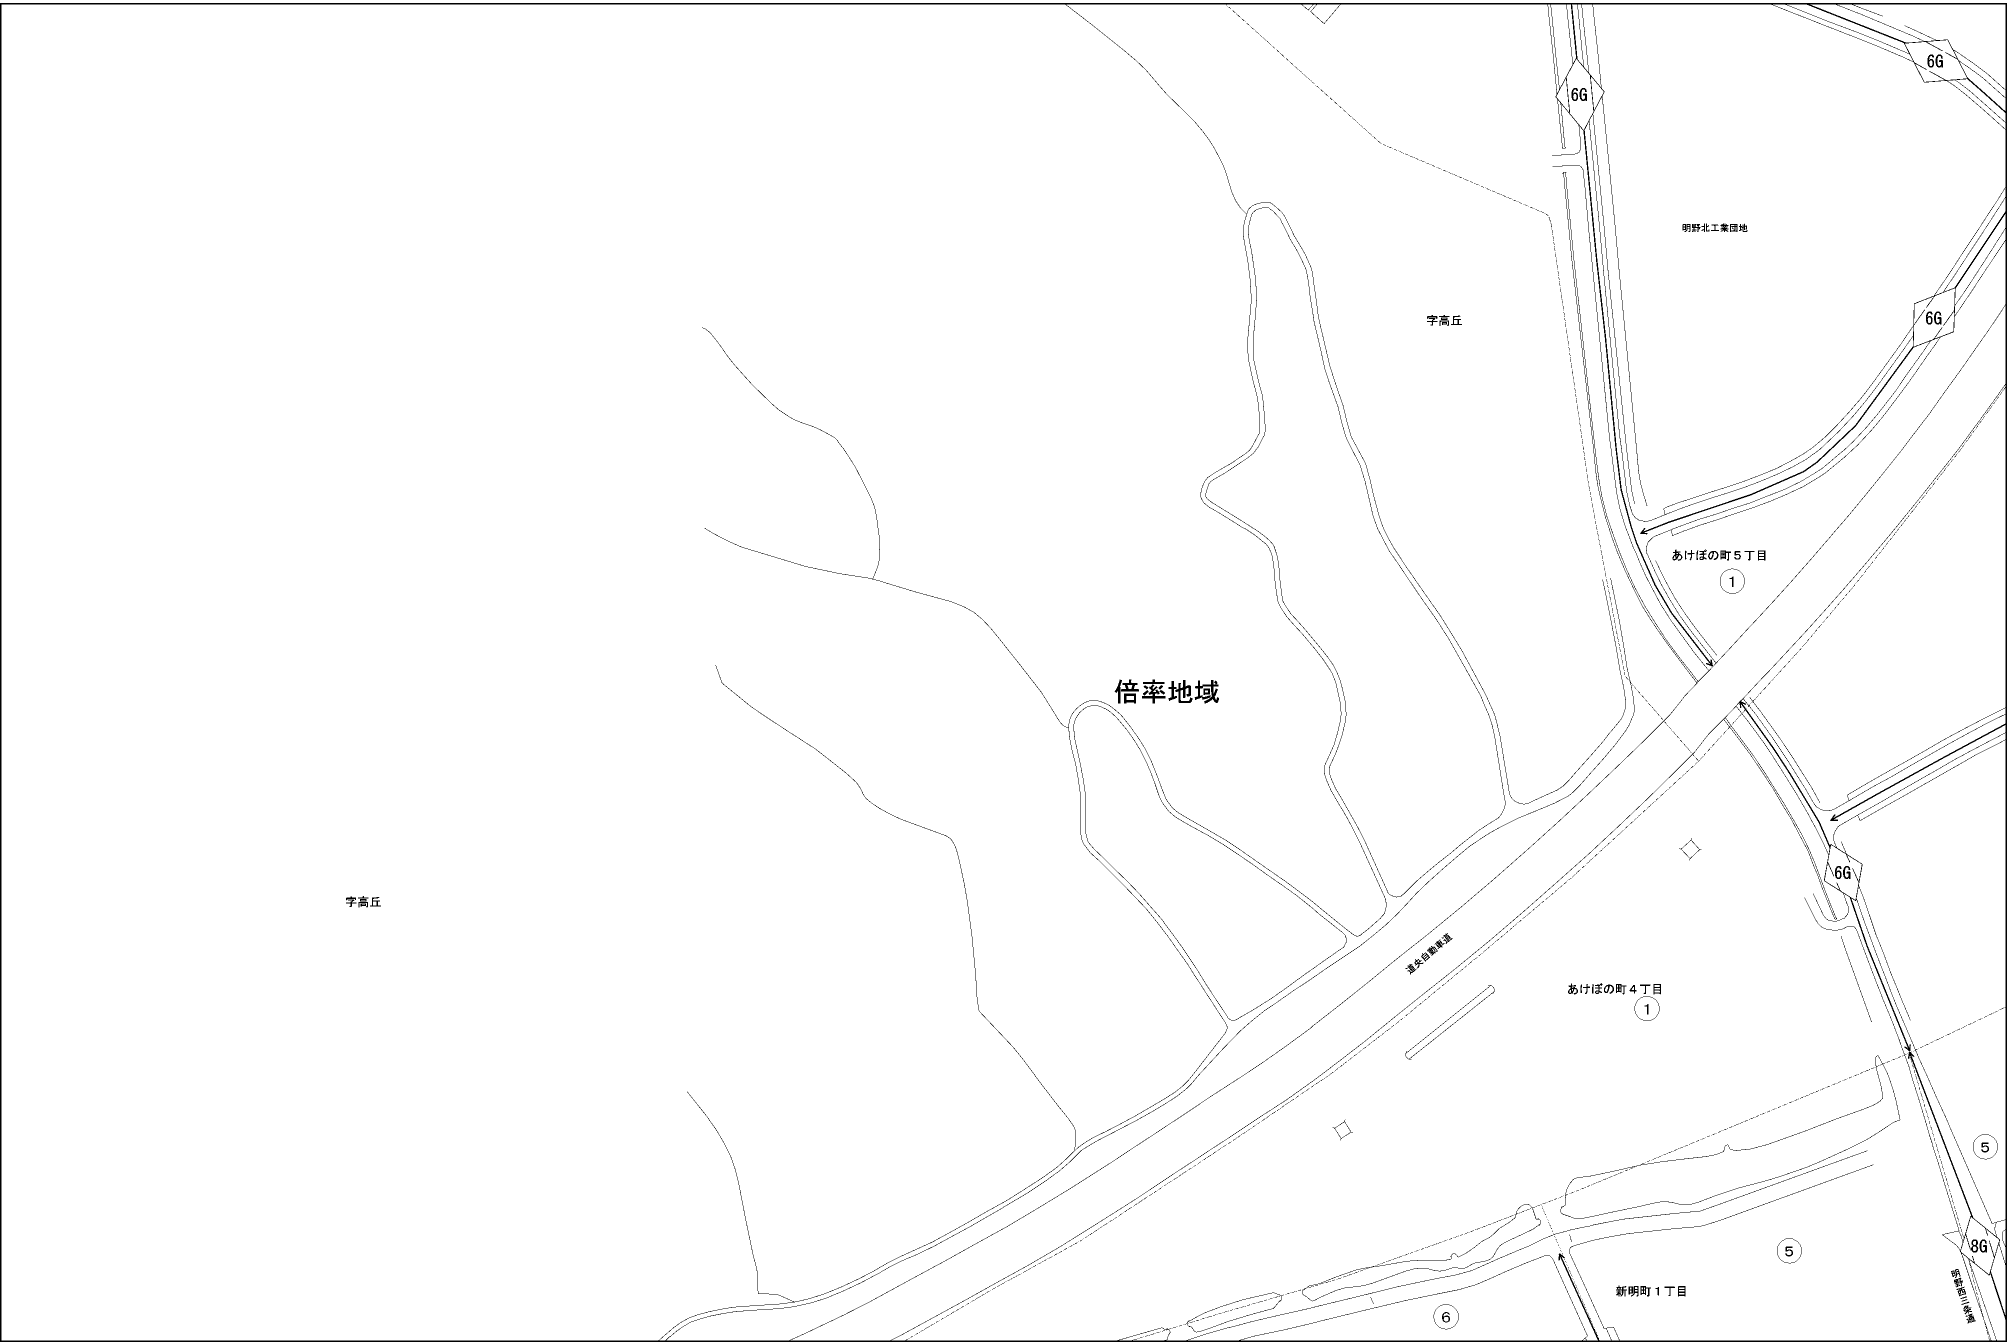 6G
6G
明野北工業団地
字高丘
6G
あけぼの町5丁目
1
倍率地域
6G
字高丘
道央自動車道
あけぼの町4丁目
1
5
8G
5
明野西三条通
新明町1丁目
6